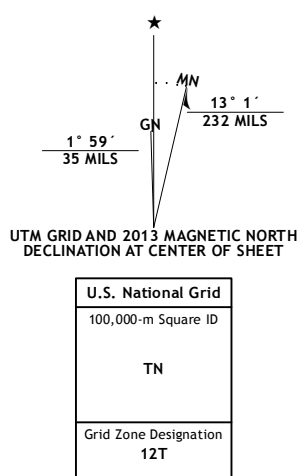 MN
GN
13° 1´
232 MILS
1° 59´
35 MILS
UTM GRID AND 2013 MAGNETIC NORTH
DECLINATION AT CENTER OF SHEET
U.S. National Grid
100,000-m Square ID
TN
Grid Zone Designation
12T